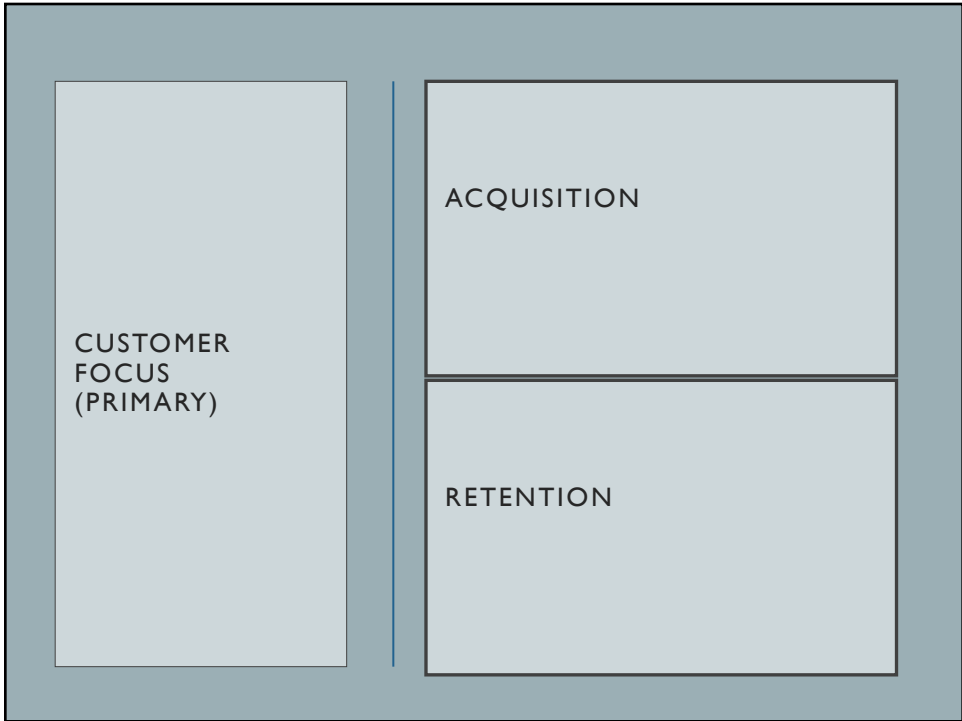 CUSTOMER
FOCUS
(PRIMARY)
ACQUISITION
RETENTION